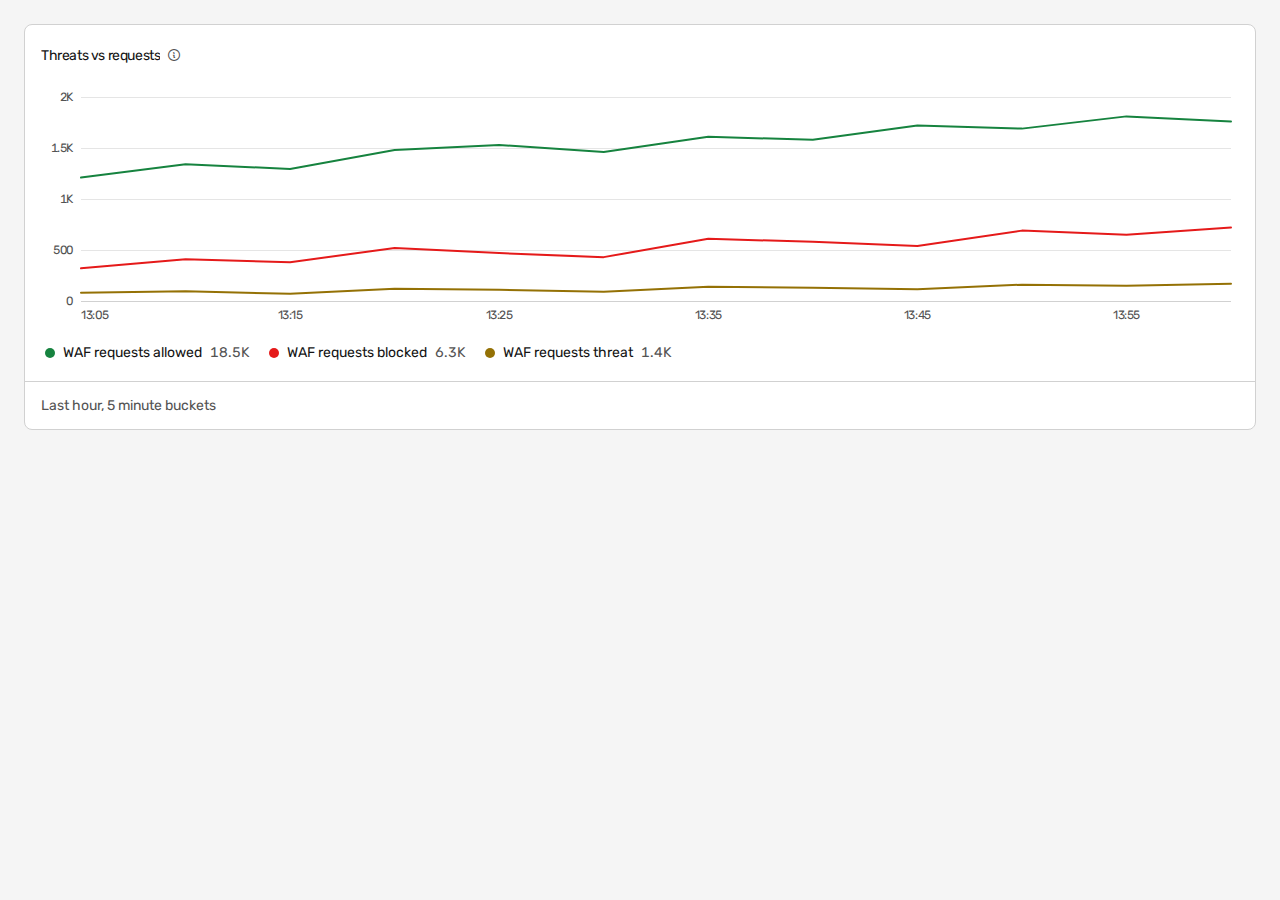 Threats vs requests
2K
1.5K
1K
500
0
13:05 13:15 13:25 13:35 13:45 13:55
WAF requests allowed 18.5K WAF requests blocked 6.3K WAF requests threat 1.4K
Last hour, 5 minute buckets